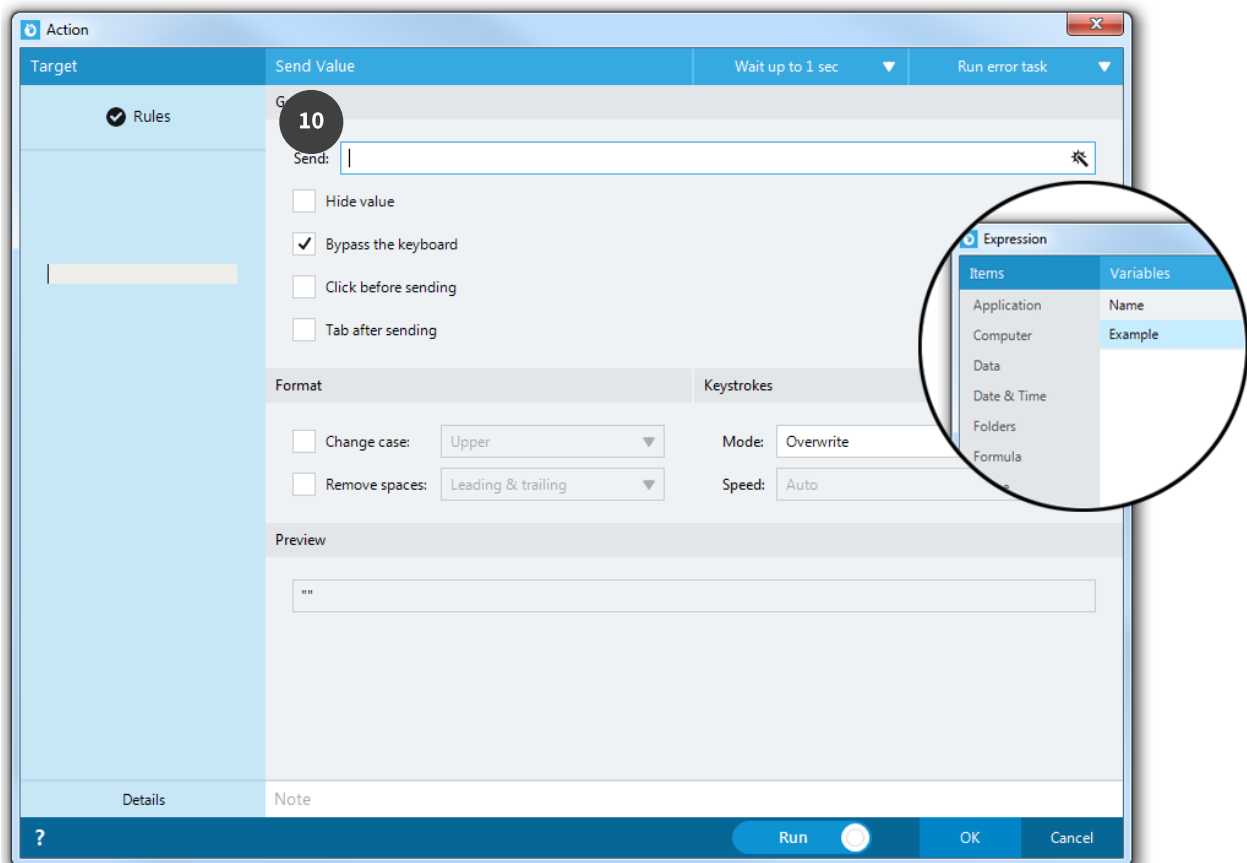 Action
Target
Send Value
Wait up to 1 sec
Run error task
Rules
10
Send:
Hide value
Bypass the keyboard
Click before sending
Tab after sending
Expression
Items
Variables
Application
Name
Computer
Example
Data
Date & Time
Folders
Formula
Format
Keystrokes
Change case:
Upper
Mode:
Overwrite
Remove spaces:
Leading & trailing
Speed:
Auto
Preview
""
Details
Note
?
Run
OK
Cancel